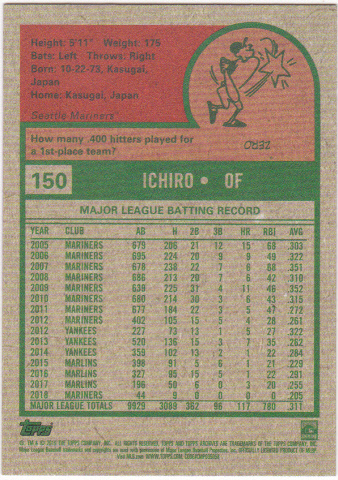 Height: 5'11" Weight: 175
Bats: Left Throws: Right
Born: 10-22-73, Kasugai,
Japan
Home: Kasugai, Japan
Seattle Mariners
How many .400 hitters played for
a 1st-place team?
ZERO
150 ICHIRO • OF
MAJOR LEAGUE BATTING RECORD
YEAR CLUB AB H 2B 3B HR RBI AVG
2005 MARINERS 679 206 21 12 15 68 .303
2006 MARINERS 695 224 20 9 9 49 .322
2007 MARINERS 678 238 22 7 6 68 .351
2008 MARINERS 686 213 20 7 6 42 .310
2009 MARINERS 639 225 31 4 11 46 .352
2010 MARINERS 680 214 30 3 6 43 .315
2011 MARINERS 677 184 22 3 5 47 .272
2012 MARINERS 402 105 15 5 4 28 .261
2012 YANKEES 227 73 13 1 5 27 .322
2013 YANKEES 520 136 15 3 7 35 .262
2014 YANKEES 359 102 13 2 1 22 .284
2015 MARLINS 398 91 5 6 1 21 .229
2016 MARLINS 327 95 15 5 1 22 .291
2017 MARLINS 196 50 6 0 3 20 .255
2018 MARINERS 44 9 0 0 0 0 .205
MAJOR LEAGUE TOTALS 9929 3089 362 96 117 780 .311
Topps